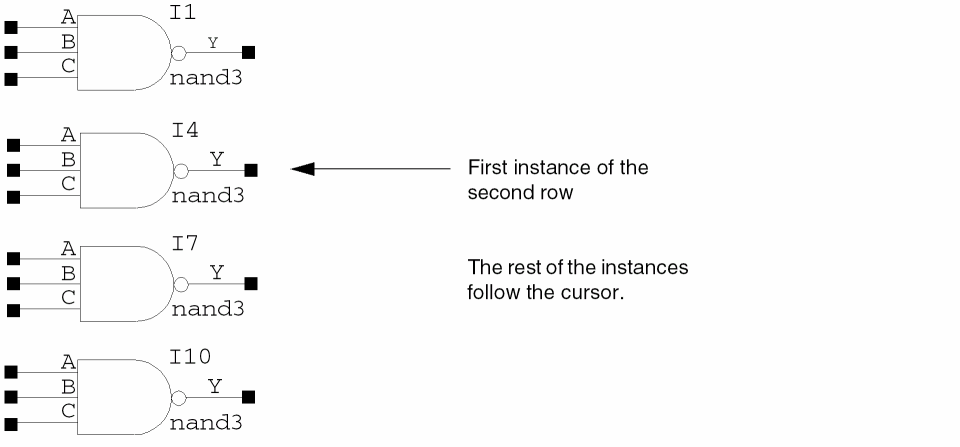 I1
A
B
C
Y
nand3
I4
A
B
C
Y
nand3
First instance of the
second row
I7
A
B
C
Y
nand3
The rest of the instances
follow the cursor.
I10
A
B
C
Y
nand3